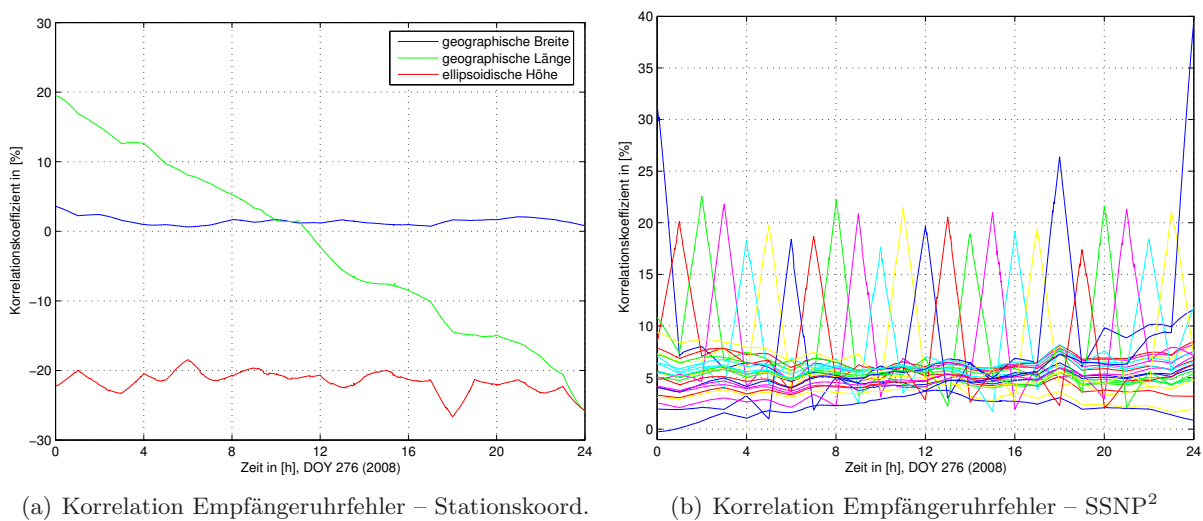 30
20
10
0
−10
−20
−30
0 4 8 12 16 20 24
Korrelationskoeffizient in [%]
Zeit in [h], DOY 276 (2008)
geographische Breite
geographische Länge
ellipsoidische Höhe
(a) Korrelation Empfängeruhrfehler – Stationskoord.
40
35
30
25
20
15
10
5
0
0 4 8 12 16 20 24
Korrelationskoeffizient in [%]
Zeit in [h], DOY 276 (2008)
(b) Korrelation Empfängeruhrfehler – SSNP²